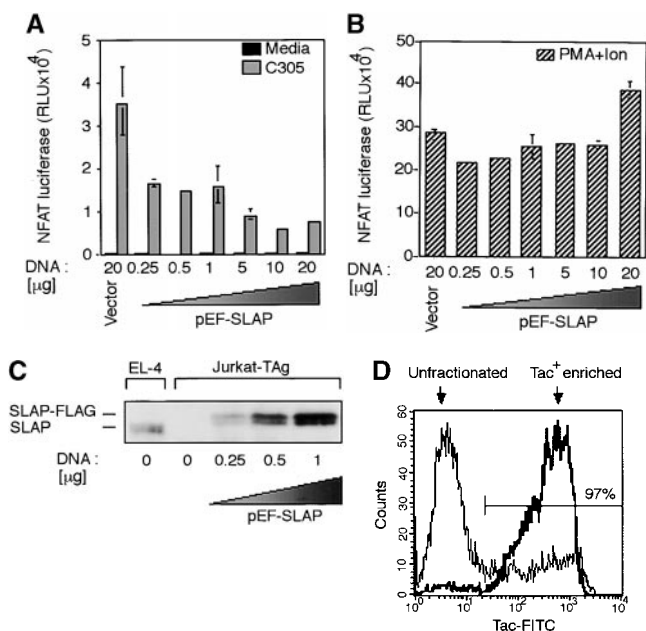 A
NFAT luciferase (RLUx10⁴)
5
4
3
2
1
0
Media
C305
DNA :
[µg]
20 0.25 0.5 1 5 10 20
Vector
pEF-SLAP
B
NFAT luciferase (RLUx10⁴)
50
40
30
20
10
0
PMA+Ion
DNA :
[µg]
20 0.25 0.5 1 5 10 20
Vector
pEF-SLAP
C
EL-4 Jurkat-TAg
SLAP-FLAG
SLAP
DNA :
[µg]
0 0 0.25 0.5 1
pEF-SLAP
D
Unfractionated Tac⁺ enriched
Counts
60
50
40
30
20
10
0
97%
10⁰ 10¹ 10² 10³ 10⁴
Tac-FITC